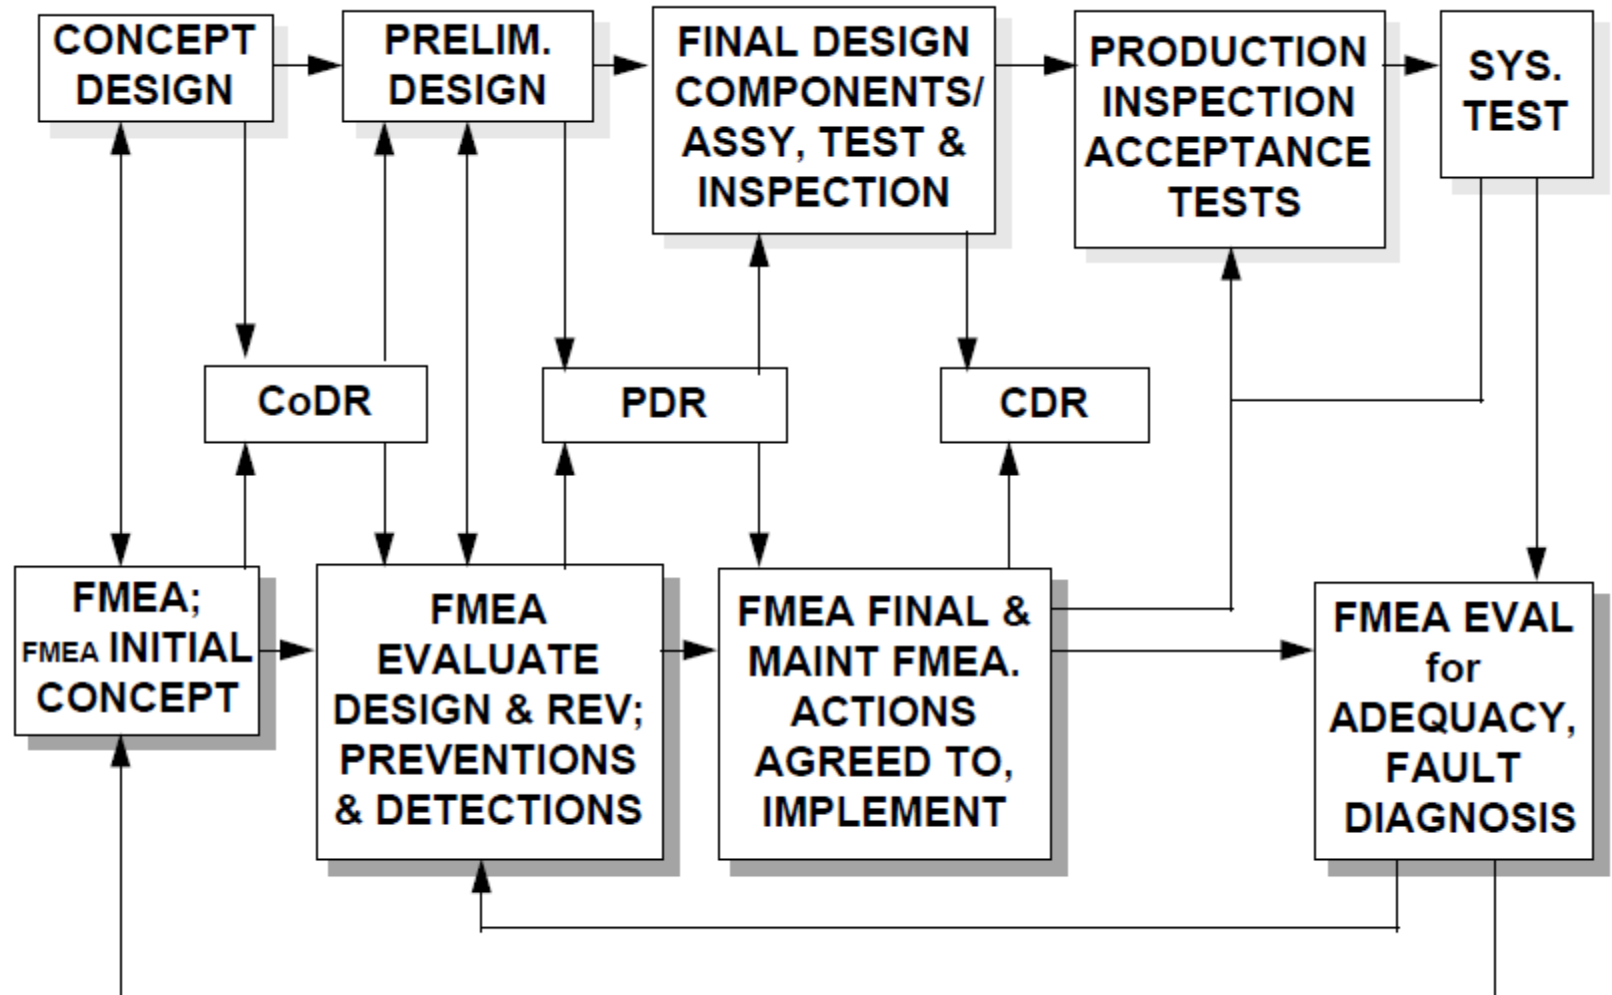 CONCEPT
DESIGN
PRELIM.
DESIGN
FINAL DESIGN
COMPONENTS/
ASSY, TEST &
INSPECTION
PRODUCTION
INSPECTION
ACCEPTANCE
TESTS
SYS.
TEST
CoDR
PDR
CDR
FMEA;
FMEA INITIAL
CONCEPT
FMEA
EVALUATE
DESIGN & REV;
PREVENTIONS
& DETECTIONS
FMEA FINAL &
MAINT FMEA.
ACTIONS
AGREED TO,
IMPLEMENT
FMEA EVAL
for
ADEQUACY,
FAULT
DIAGNOSIS